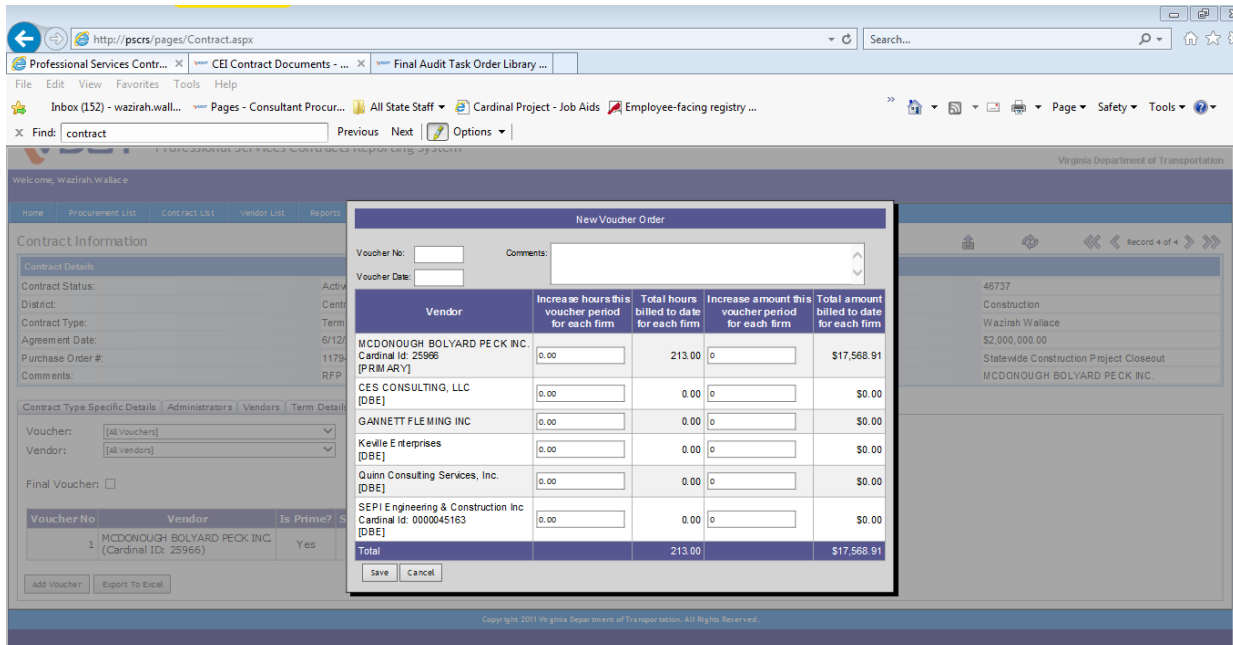 http://pscrs/pages/Contract.aspx
Search...
Professional Services Contr... CEI Contract Documents - ... Final Audit Task Order Library ...
File Edit View Favorites Tools Help
Inbox (152) - wazirah.wall... Pages - Consultant Procur... All State Staff Cardinal Project - Job Aids Employee-facing registry ... » Page Safety Tools
x Find: contract Previous Next Options
Professional Services Contracts Reporting System
Virginia Department of Transportation
Welcome, Wazirah.Wallace
Home Procurement List Contract List Vendor List Reports
New Voucher Order
Contract Information
Record 4 of 4
Voucher No: Comments:
Voucher Date:
Contract Details
Contract Status: Activ 46737
District: Centr Construction
Contract Type: Term Wazirah Wallace
Agreement Date: 6/12/ $2,000,000.00
Purchase Order #: 1179 Statewide Construction Project Closeout
Comments: RFP MCDONOUGH BOLYARD PECK INC.
Vendor
Increase hours this voucher period for each firm
Total hours billed to date for each firm
Increase amount this voucher period for each firm
Total amount billed to date for each firm
MCDONOUGH BOLYARD PECK INC.
Cardinal Id: 25966
[PRIMARY]
0.00 213.00 0 $17,568.91
CES CONSULTING, LLC
[DBE]
0.00 0.00 0 $0.00
GANNETT FLEMING INC 0.00 0.00 0 $0.00
Keville Enterprises
[DBE]
0.00 0.00 0 $0.00
Quinn Consulting Services, Inc.
[DBE]
0.00 0.00 0 $0.00
SEPI Engineering & Construction Inc
Cardinal Id: 0000045163
[DBE]
0.00 0.00 0 $0.00
Total 213.00 $17,568.91
Save Cancel
Contract Type Specific Details Administrators Vendors Term Details
Voucher: [All Vouchers]
Vendor: [All Vendors]
Final Voucher:
Voucher No Vendor Is Prime? S
1 MCDONOUGH BOLYARD PECK INC.
(Cardinal ID: 25966) Yes
Add Voucher Export To Excel
Copyright 2011 Virginia Department of Transportation. All Rights Reserved.